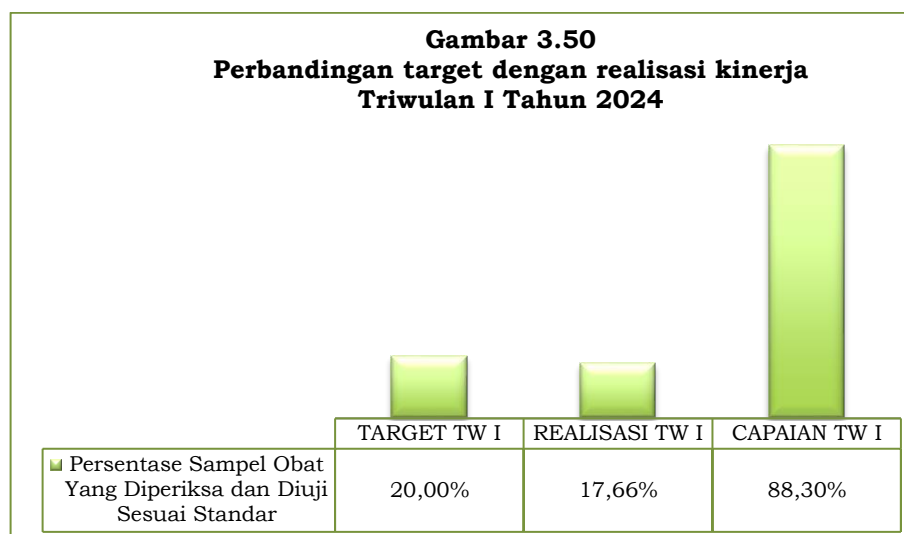 Gambar 3.50
Perbandingan target dengan realisasi kinerja
Triwulan I Tahun 2024
TARGET TW I REALISASI TW I CAPAIAN TW I
Persentase Sampel Obat
Yang Diperiksa dan Diuji
Sesuai Standar
20,00% 17,66% 88,30%